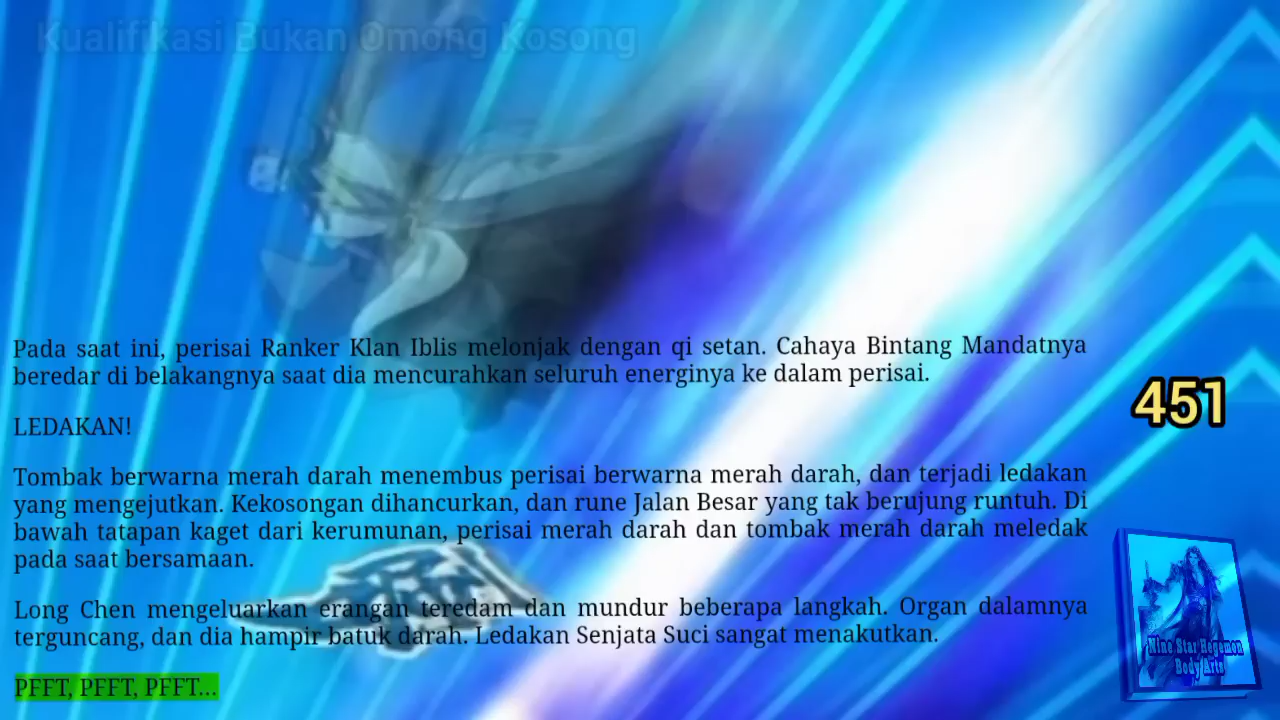 Kualifikasi Bukan Omong Kosong
Pada saat ini, perisai Ranker Klan Iblis melonjak dengan qi setan. Cahaya Bintang Mandatnya
beredar di belakangnya saat dia mencurahkan seluruh energinya ke dalam perisai.
LEDAKAN!
Tombak berwarna merah darah menembus perisai berwarna merah darah, dan terjadi ledakan
yang mengejutkan. Kekosongan dihancurkan, dan rune Jalan Besar yang tak berujung runtuh. Di
bawah tatapan kaget dari kerumunan, perisai merah darah dan tombak merah darah meledak
pada saat bersamaan.
Long Chen mengeluarkan erangan teredam dan mundur beberapa langkah. Organ dalamnya
terguncang, dan dia hampir batuk darah. Ledakan Senjata Suci sangat menakutkan.
PFFT, PFFT, PFFT...
451
Nine Star Hegemon
Body Arts